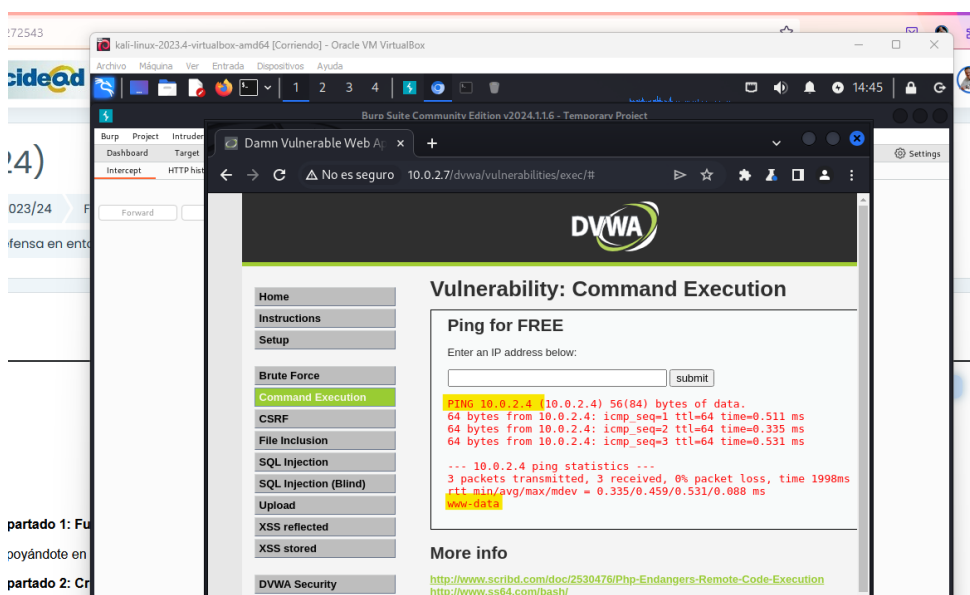 272543
kali-linux-2023.4-virtualbox-amd64 [Corriendo] - Oracle VM VirtualBox
Archivo Máquina Ver Entrada Dispositivos Ayuda
cidead
1 2 3 4
14:45
Burp Suite Community Edition v2024.1.1.6 - Temporary Project
Burp Project Intruder
Damn Vulnerable Web Ap
Dashboard Target
Settings
24)
Intercept HTTP hist
No es seguro 10.0.2.7/dvwa/vulnerabilities/exec/#
023/24 F
Forward
DVWA
efensa en ento
Vulnerability: Command Execution
Home
Instructions
Setup
Brute Force
Command Execution
CSRF
File Inclusion
SQL Injection
SQL Injection (Blind)
Upload
XSS reflected
XSS stored
DVWA Security
Ping for FREE
Enter an IP address below:
submit
PING 10.0.2.4 (10.0.2.4) 56(84) bytes of data.
64 bytes from 10.0.2.4: icmp_seq=1 ttl=64 time=0.511 ms
64 bytes from 10.0.2.4: icmp_seq=2 ttl=64 time=0.335 ms
64 bytes from 10.0.2.4: icmp_seq=3 ttl=64 time=0.531 ms
--- 10.0.2.4 ping statistics ---
3 packets transmitted, 3 received, 0% packet loss, time 1998ms
rtt min/avg/max/mdev = 0.335/0.459/0.531/0.088 ms
www-data
More info
http://www.scribd.com/doc/2530476/Php-Endangers-Remote-Code-Execution
http://www.ss64.com/bash/
partado 1: Fu
poyándote en
partado 2: Cr